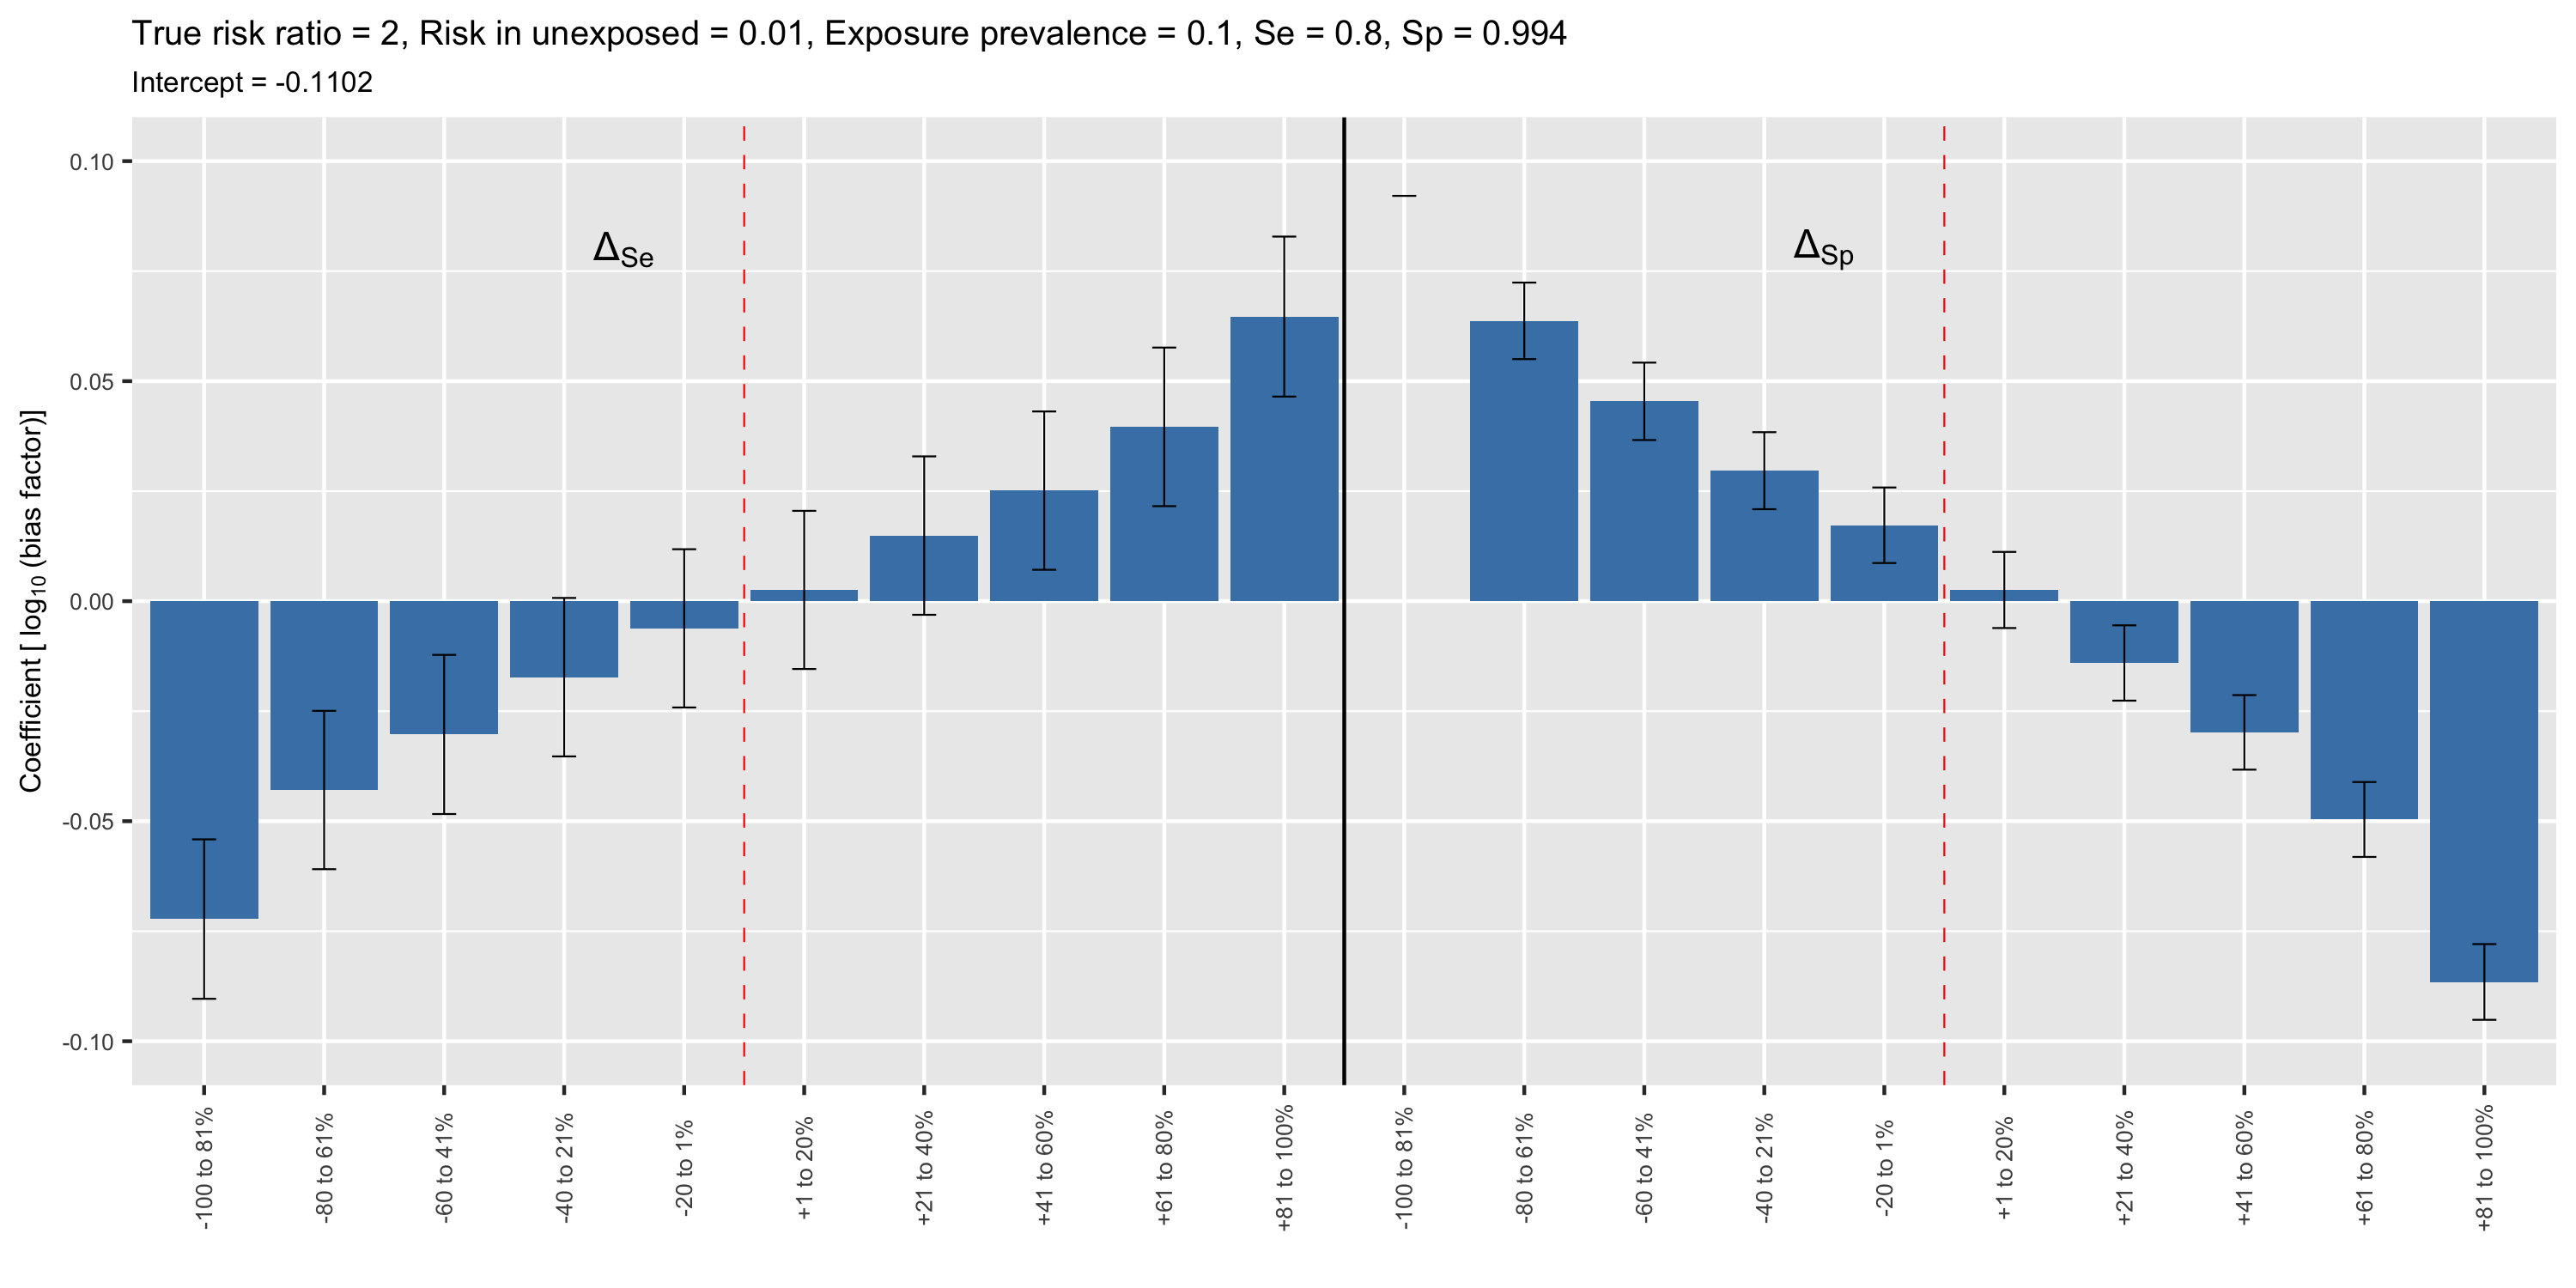 True risk ratio = 2, Risk in unexposed = 0.01, Exposure prevalence = 0.1, Se = 0.8, Sp = 0.994
Intercept = -0.1102
Coefficient [ log10 (bias factor)]
0.10
0.05
0.00
-0.05
-0.10
ΔSe
ΔSp
-100 to 81%
-80 to 61%
-60 to 41%
-40 to 21%
-20 to 1%
+1 to 20%
+21 to 40%
+41 to 60%
+61 to 80%
+81 to 100%
-100 to 81%
-80 to 61%
-60 to 41%
-40 to 21%
-20 to 1%
+1 to 20%
+21 to 40%
+41 to 60%
+61 to 80%
+81 to 100%